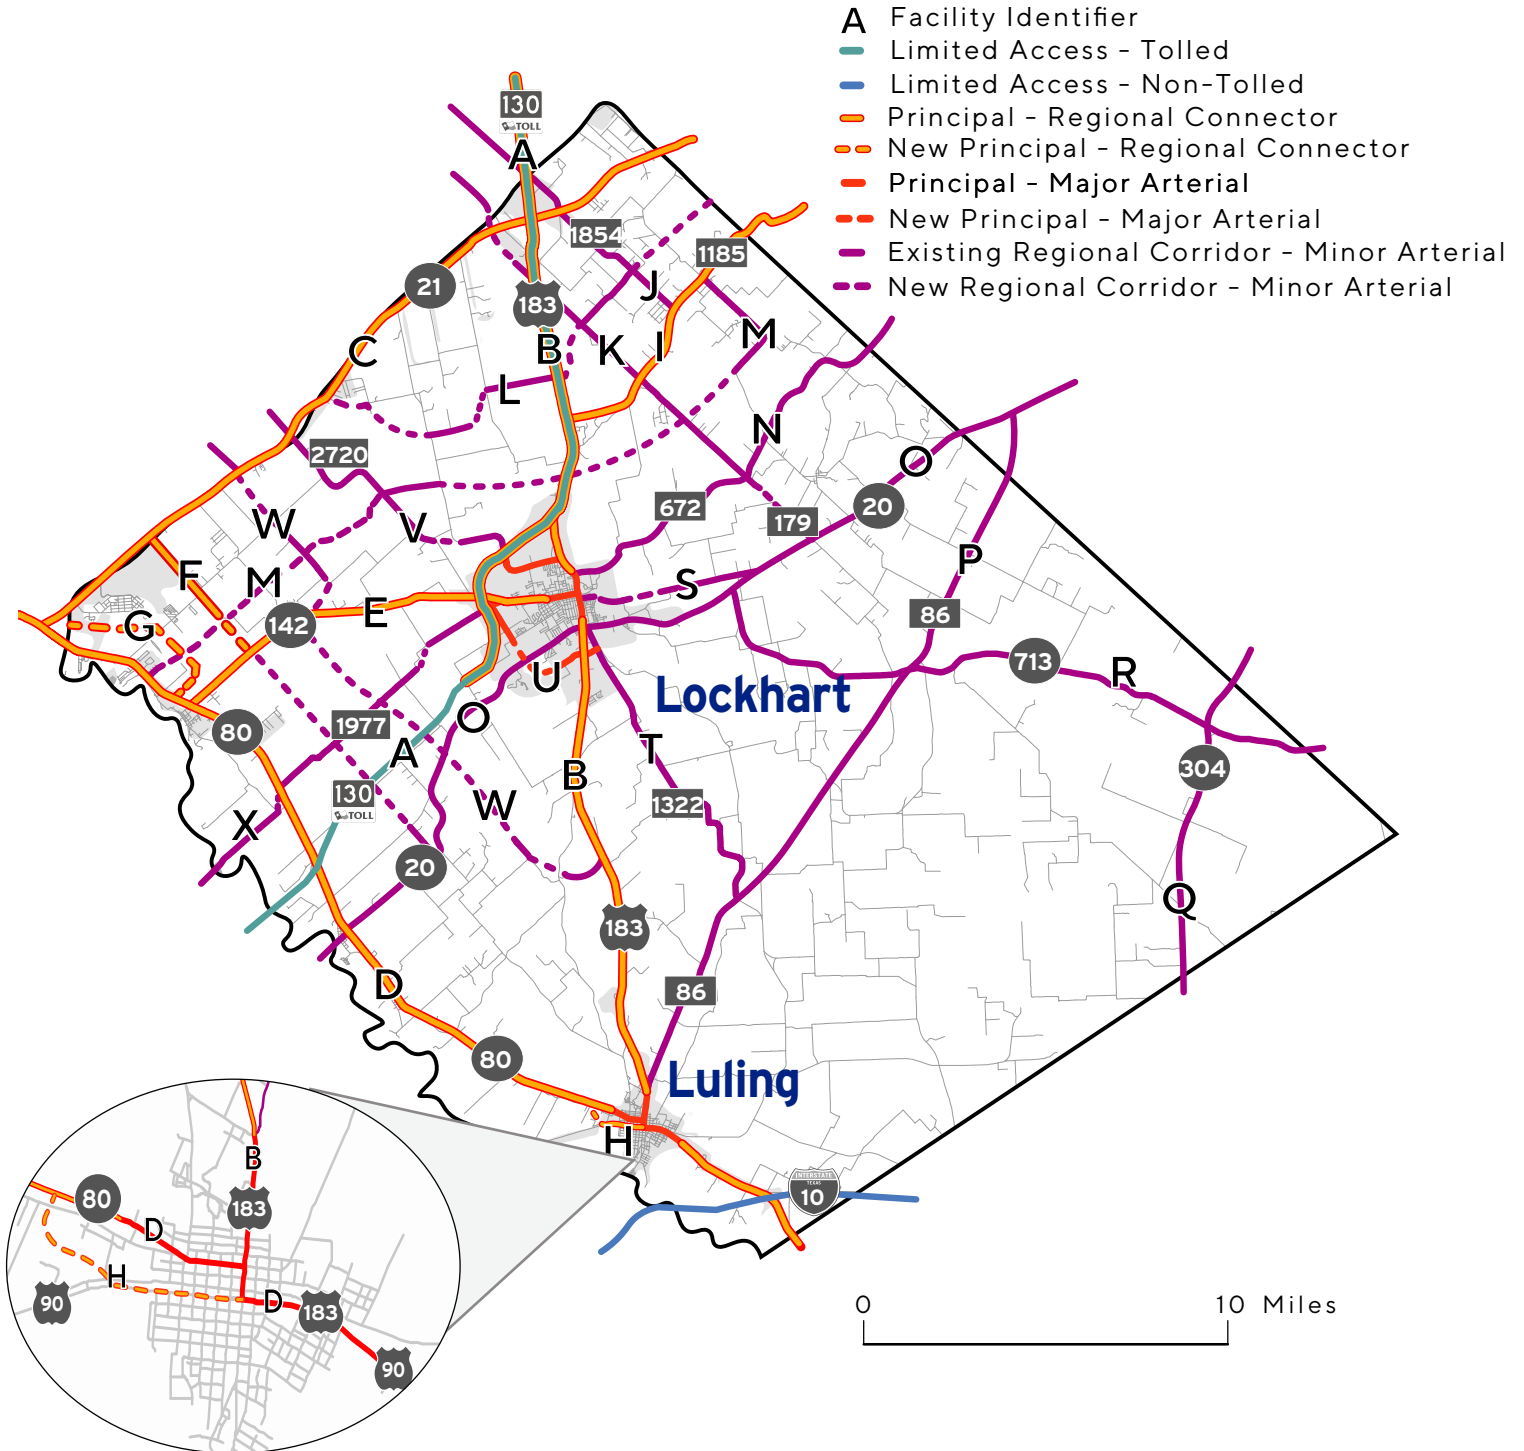 A Facility Identifier
Limited Access - Tolled
Limited Access - Non-Tolled
Principal - Regional Connector
New Principal - Regional Connector
Principal - Major Arterial
New Principal - Major Arterial
Existing Regional Corridor - Minor Arterial
New Regional Corridor - Minor Arterial
130
TOLL
A
1854
1185
21
J
183
C
B
K
I
M
L
N
2720
O
W
V
672
179
20
F
M
S
P
G
142
E
86
713
R
U
Lockhart
80
1977
O
A
T
B
304
130
TOLL
W
1322
X
20
Q
183
D
86
80
Luling
H
INTERSTATE
TEXAS
10
B
80
183
D
H
90
D
183
90
0
10 Miles